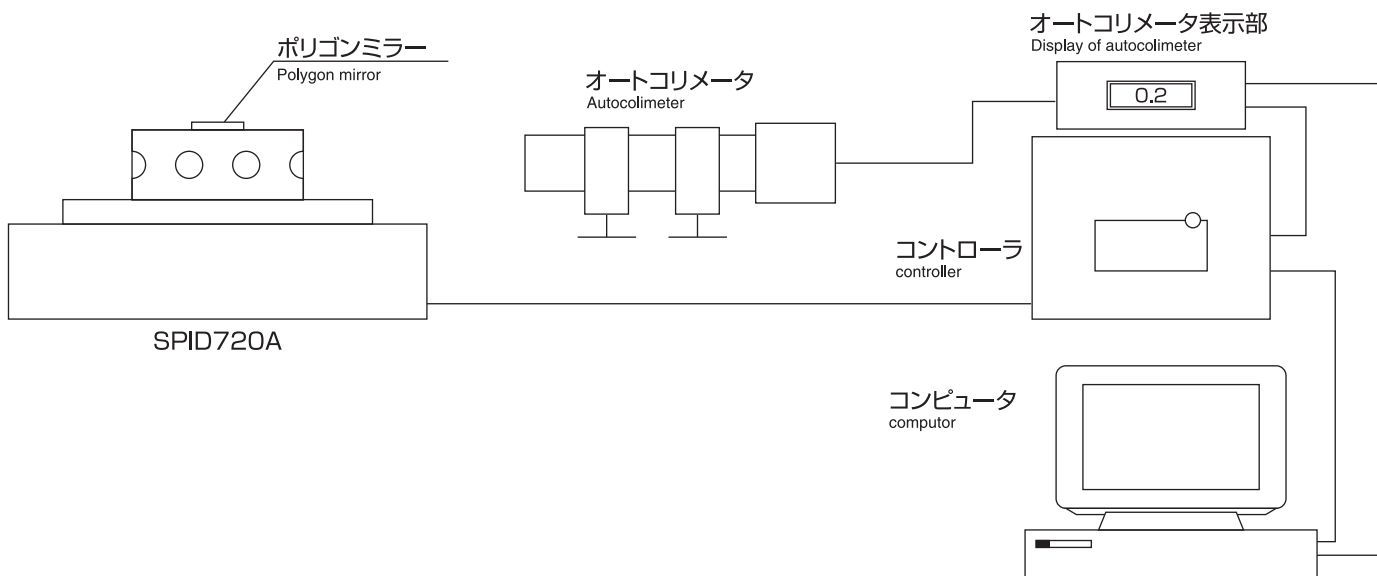 ポリゴンミラー
Polygon mirror
オートコリメータ
Autocolimeter
オートコリメータ表示部
Display of autocolimeter
0.2
コントローラ
controller
SPID720A
コンピュータ
computor